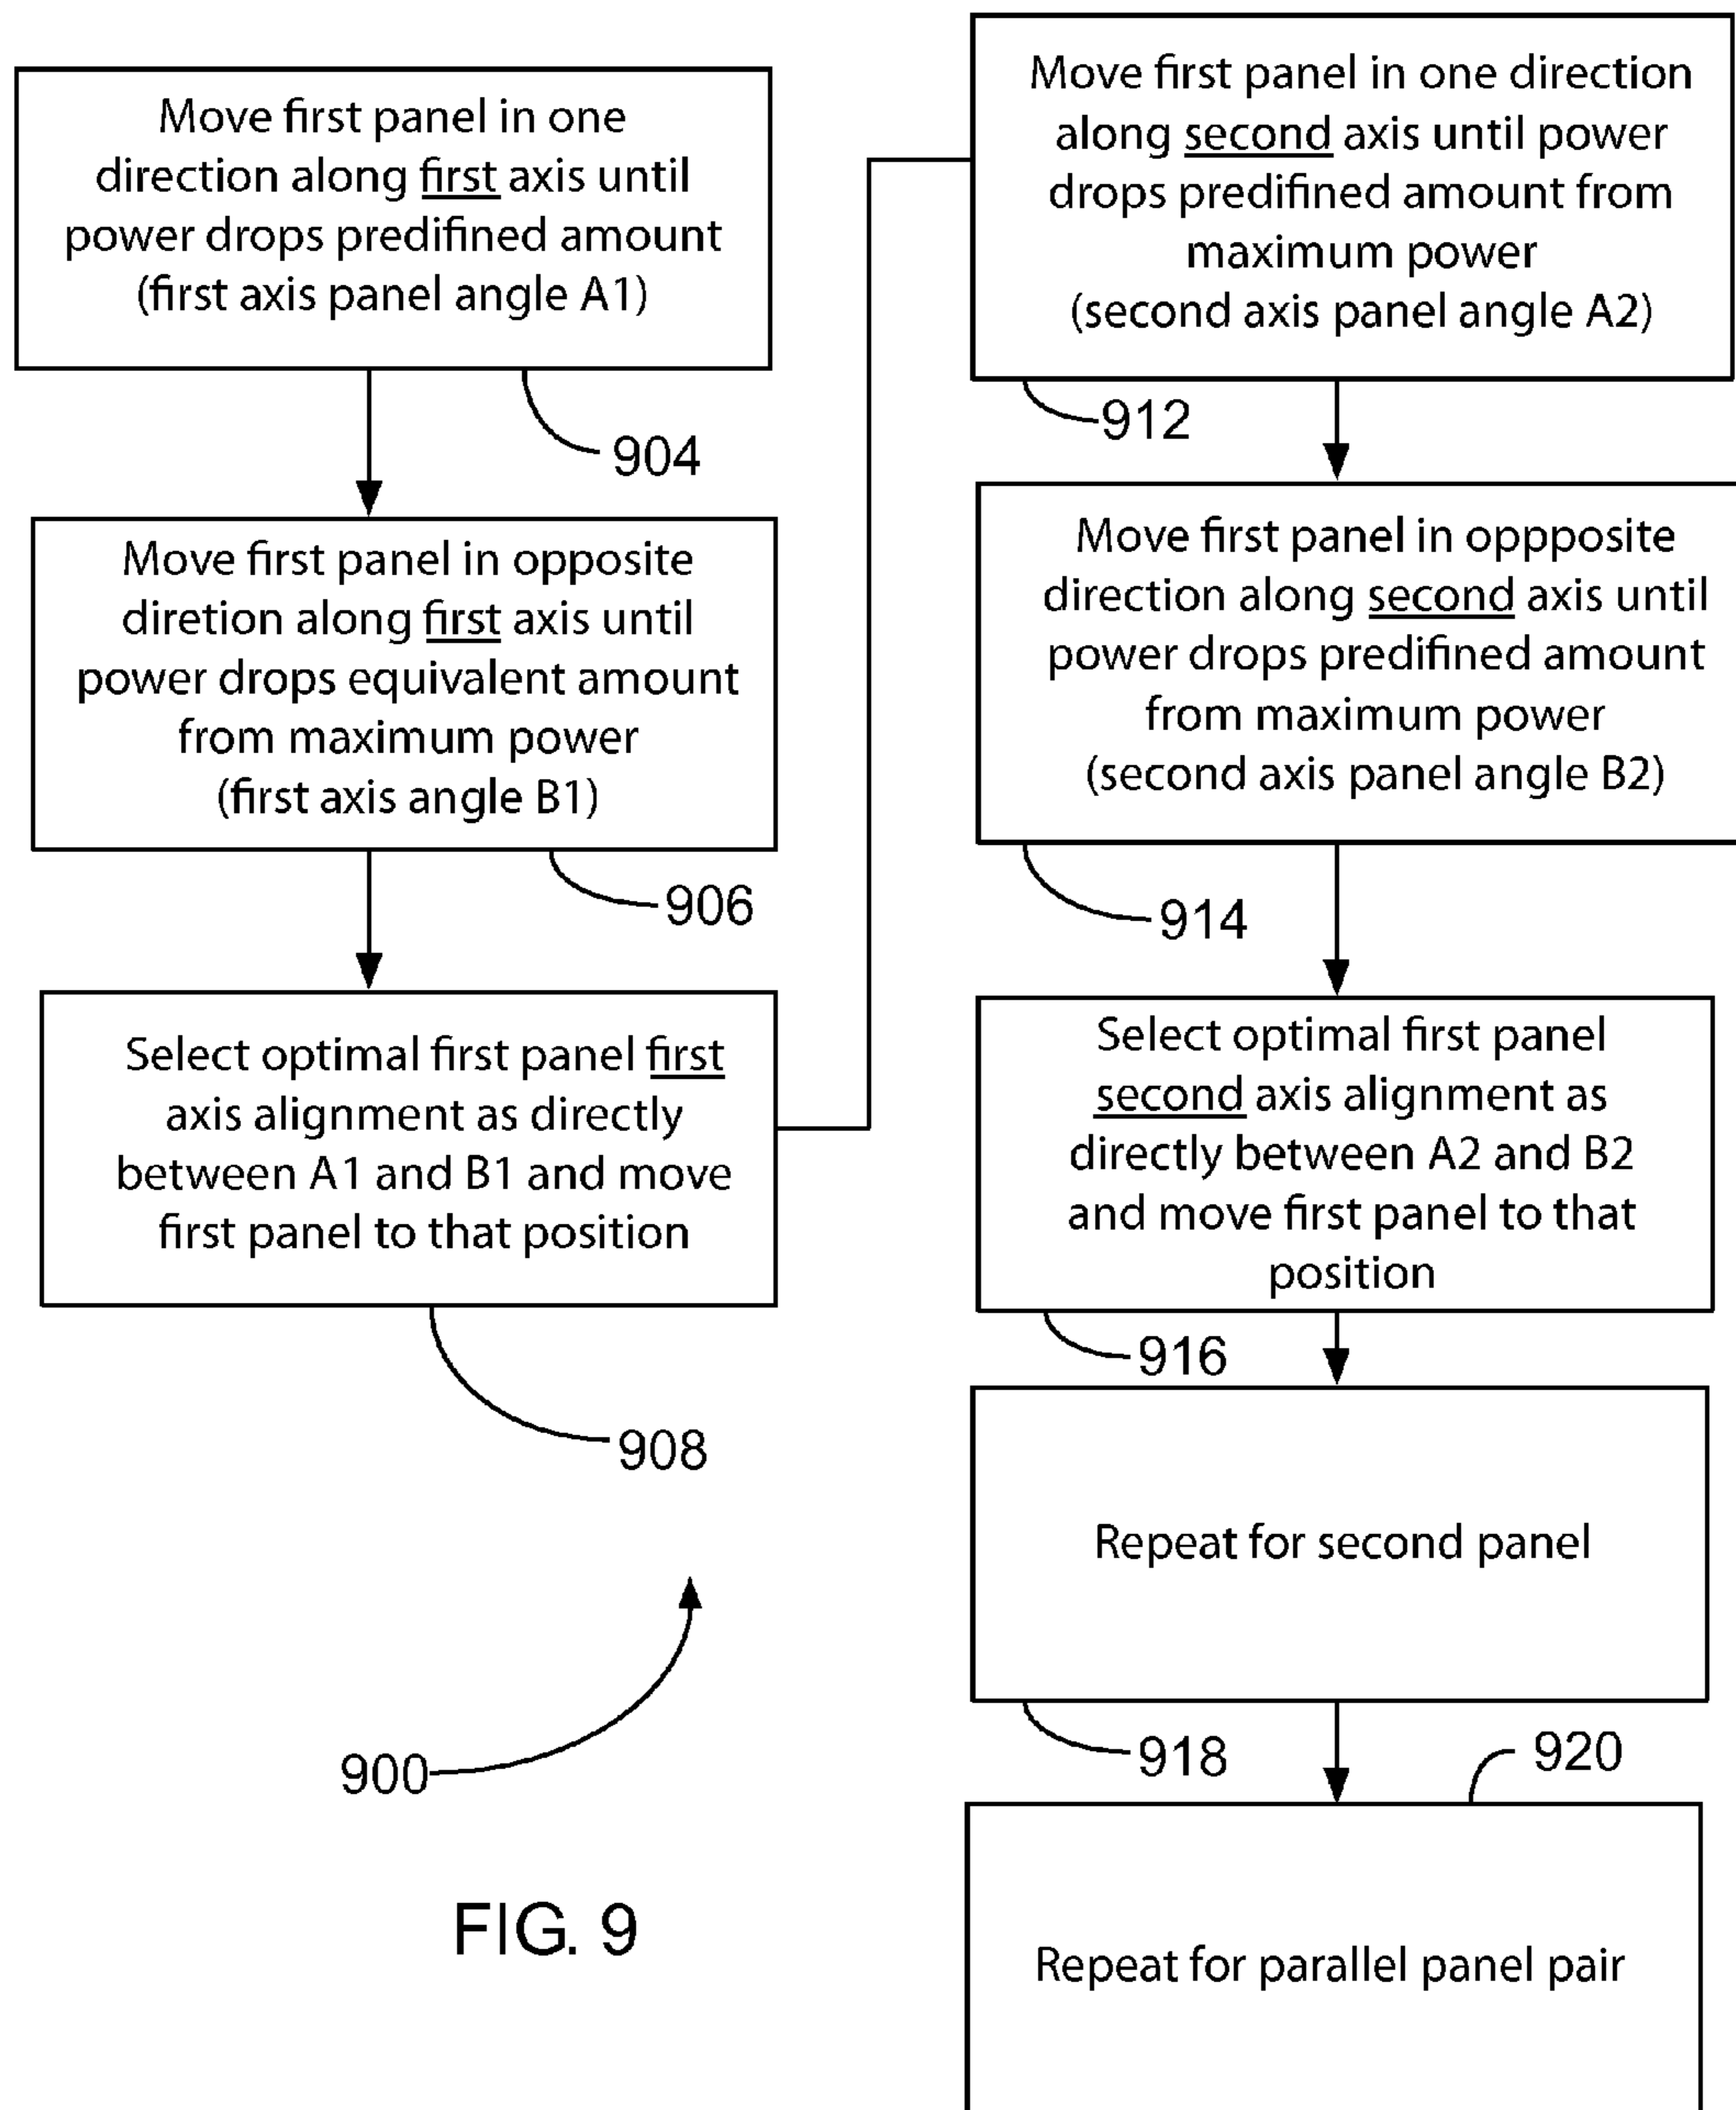 Move first panel in one
direction along first axis until
power drops predifined amount
(first axis panel angle A1)
904
Move first panel in opposite
diretion along first axis until
power drops equivalent amount
from maximum power
(first axis angle B1)
906
Select optimal first panel first
axis alignment as directly
between A1 and B1 and move
first panel to that position
908
Move first panel in one direction
along second axis until power
drops predifined amount from
maximum power
(second axis panel angle A2)
912
Move first panel in oppposite
direction along second axis until
power drops predifined amount
from maximum power
(second axis panel angle B2)
914
Select optimal first panel
second axis alignment as
directly between A2 and B2
and move first panel to that
position
916
Repeat for second panel
918
920
Repeat for parallel panel pair
900
FIG. 9